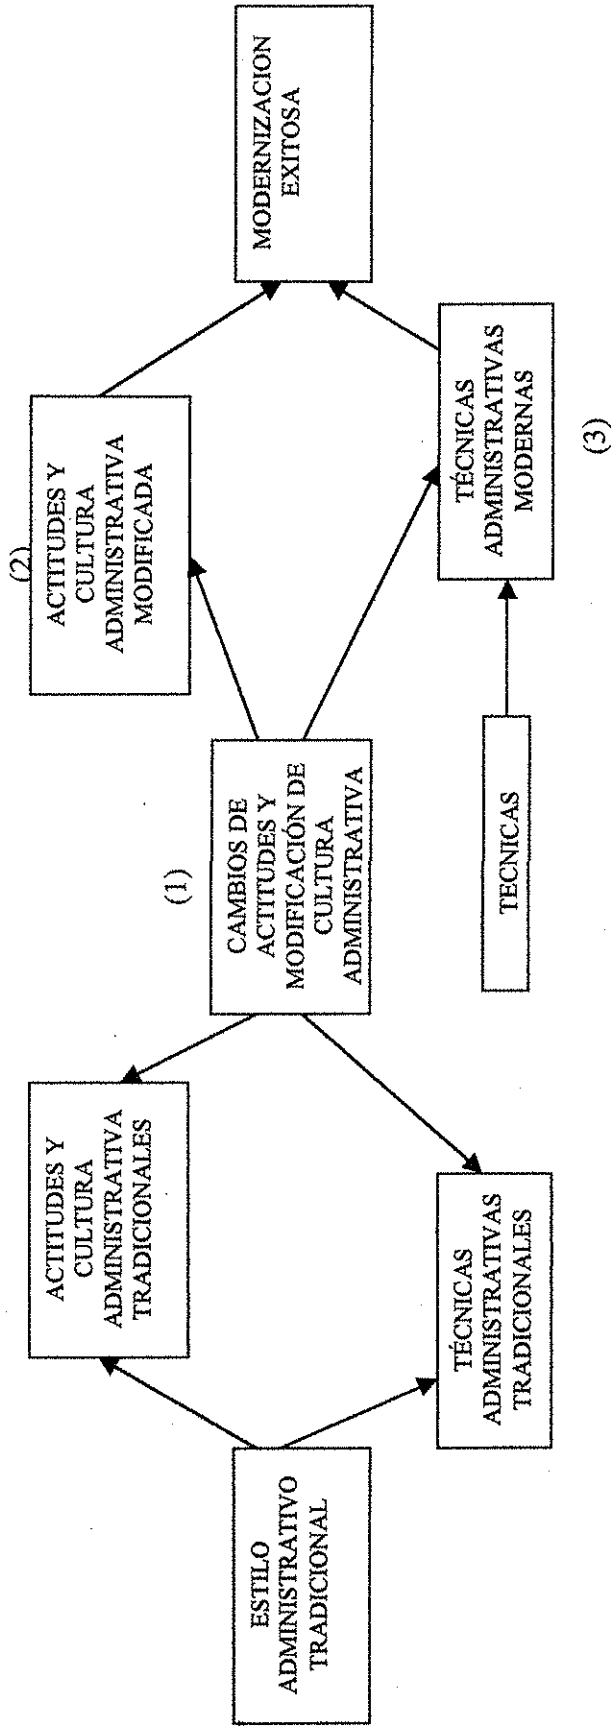 ESTILO
ADMINISTRATIVO
TRADICIONAL
ACTITUDES Y
CULTURA
ADMINISTRATIVA
TRADICIONALES
TÉCNICAS
ADMINISTRATIVAS
TRADICIONALES
(1)
CAMBIOS DE
ACTITUDES Y
MODIFICACIÓN DE
CULTURA
ADMINISTRATIVA
TECNICAS
(2)
ACTITUDES Y
CULTURA
ADMINISTRATIVA
MODIFICADA
TÉCNICAS
ADMINISTRATIVAS
MODERNAS
(3)
MODERNIZACION
EXITOSA